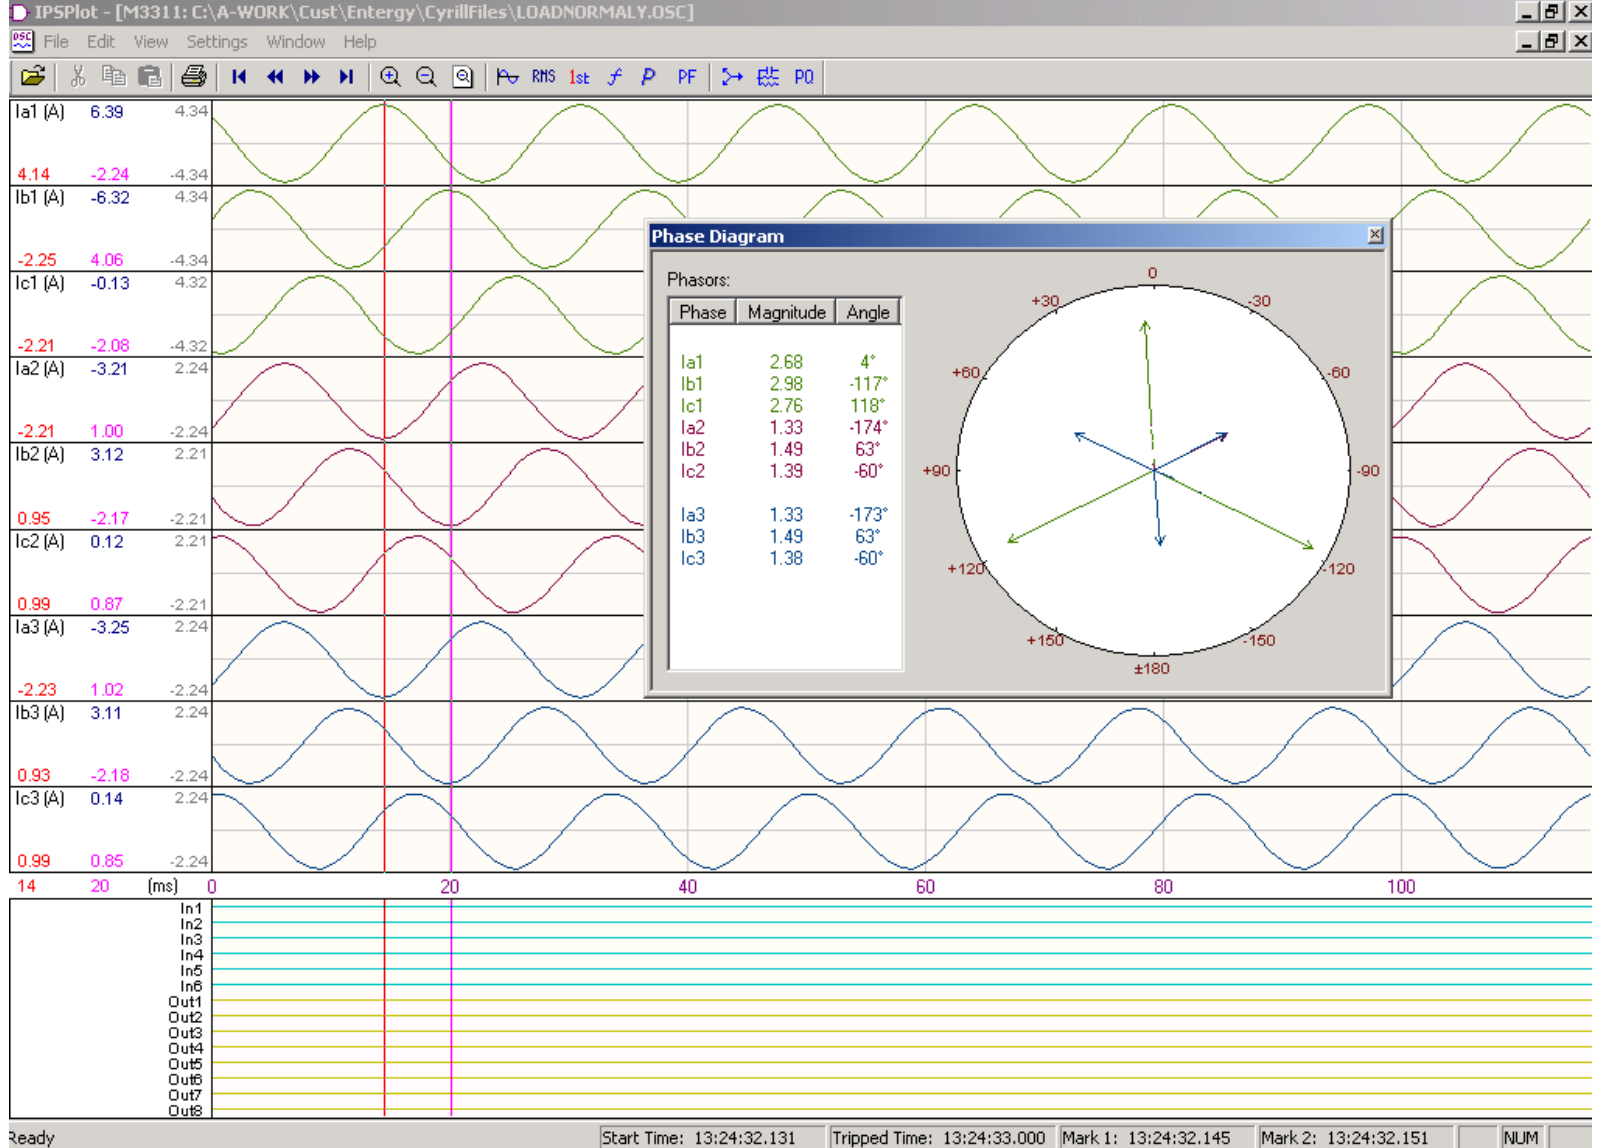 IPSPlot - [M3311: C:\A-WORK\Cust\Entergy\CyrillFiles\LOADNORMALY.OSC]
OSC File Edit View Settings Window Help
RMS 1st f P PF PQ
Ia1 (A) 6.39 4.34
4.14 -2.24 -4.34
Ib1 (A) -6.32 4.34
-2.25 4.06 -4.34
Ic1 (A) -0.13 4.32
-2.21 -2.08 -4.32
Ia2 (A) -3.21 2.24
-2.21 1.00 -2.24
Ib2 (A) 3.12 2.21
0.95 -2.17 -2.21
Ic2 (A) 0.12 2.21
0.99 0.87 -2.21
Ia3 (A) -3.25 2.24
-2.23 1.02 -2.24
Ib3 (A) 3.11 2.24
0.93 -2.18 -2.24
Ic3 (A) 0.14 2.24
0.99 0.85 -2.24
14 20 (ms) 0 20 40 60 80 100
Phase Diagram
Phasors:
Phase Magnitude Angle
Ia1 2.68 4°
Ib1 2.98 -117°
Ic1 2.76 118°
Ia2 1.33 -174°
Ib2 1.49 63°
Ic2 1.39 -60°
Ia3 1.33 -173°
Ib3 1.49 63°
Ic3 1.38 -60°
0
+30 -30
+60 -60
+90 -90
+120 -120
+150 -150
±180
In1
In2
In3
In4
In5
In6
Out1
Out2
Out3
Out4
Out5
Out6
Out7
Out8
Ready Start Time: 13:24:32.131 Tripped Time: 13:24:33.000 Mark 1: 13:24:32.145 Mark 2: 13:24:32.151 NUM